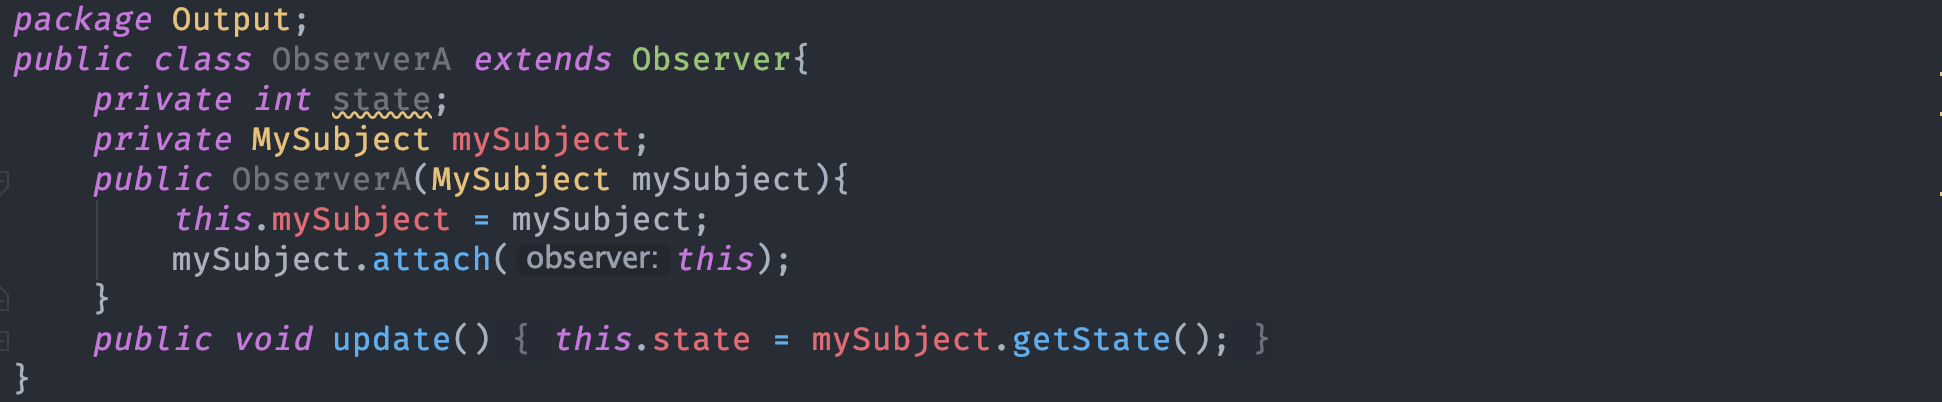 package Output;
public class ObserverA extends Observer{
    private int state;
    private MySubject mySubject;
    public ObserverA(MySubject mySubject){
        this.mySubject = mySubject;
        mySubject.attach( observer: this);
    }
    public void update() { this.state = mySubject.getState(); }
}